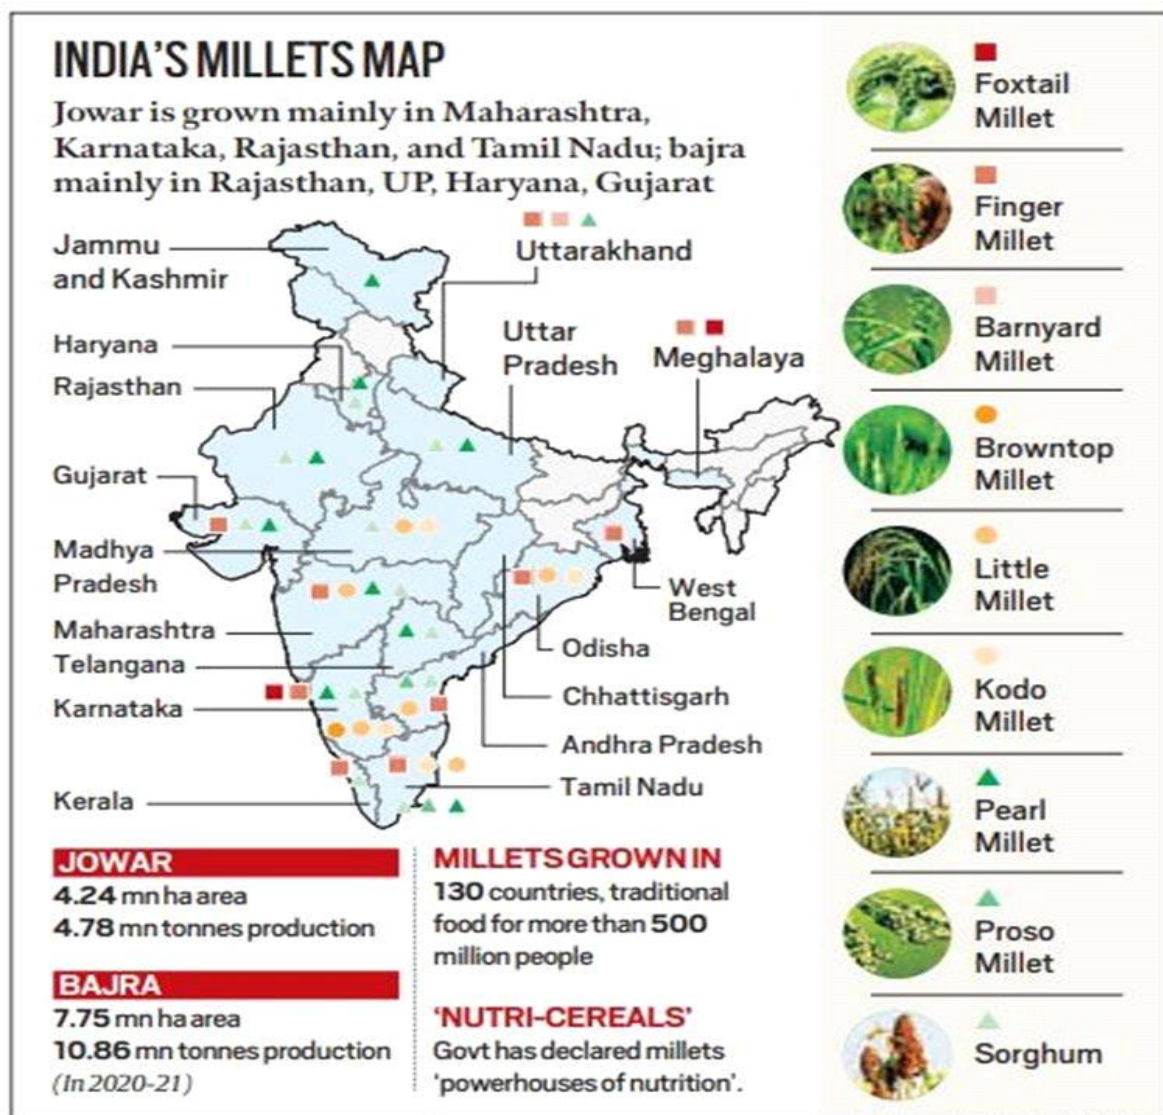 INDIA'S MILLETS MAP
Jowar is grown mainly in Maharashtra,
Karnataka, Rajasthan, and Tamil Nadu; bajra
mainly in Rajasthan, UP, Haryana, Gujarat
Jammu
and Kashmir
Haryana
Rajasthan
Gujarat
Madhya
Pradesh
Maharashtra
Telangana
Karnataka
Kerala
Uttarakhand
Uttar
Pradesh
Meghalaya
West
Bengal
Odisha
Chhattisgarh
Andhra Pradesh
Tamil Nadu
JOWAR
4.24 mn ha area
4.78 mn tonnes production
BAJRA
7.75 mn ha area
10.86 mn tonnes production
(In 2020-21)
MILLETS GROWN IN
130 countries, traditional
food for more than 500
million people
'NUTRI-CEREALS'
Govt has declared millets
'powerhouses of nutrition'.
Foxtail
Millet
Finger
Millet
Barnyard
Millet
Browntop
Millet
Little
Millet
Kodo
Millet
Pearl
Millet
Proso
Millet
Sorghum